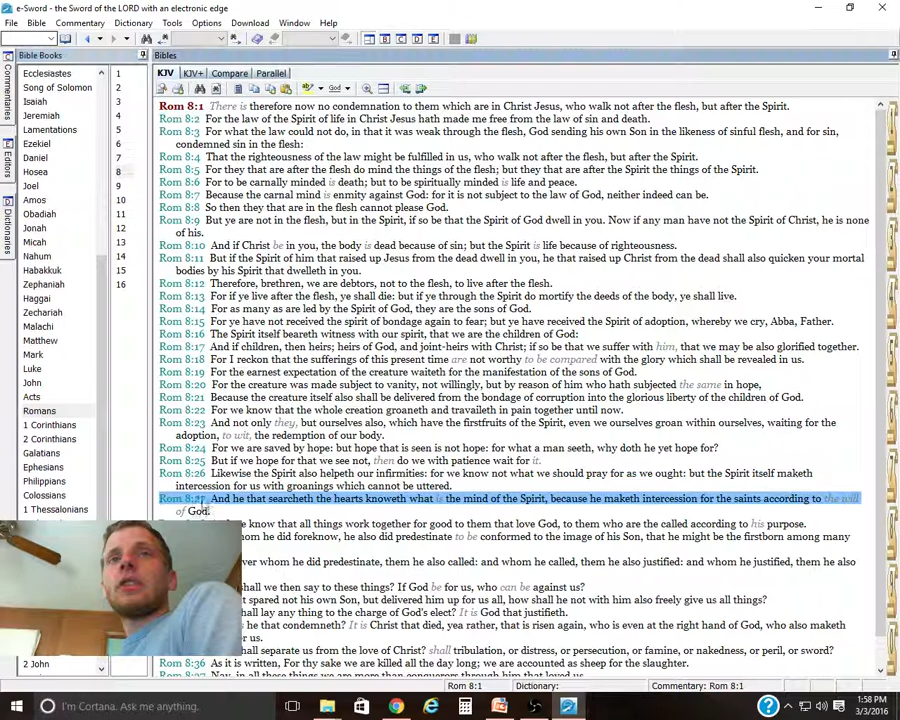 e-Sword - the Sword of the LORD with an electronic edge
File Bible Commentary Dictionary Tools Options Download Window Help
Bible Books
Bibles
KJV KJV+ Compare Parallel
Commentaries
Editors
Dictionaries
Ecclesiastes 1
Song of Solomon 2
Isaiah 3
Jeremiah 4
Lamentations 5
Ezekiel 6
Daniel 7
Hosea 8
Joel 9
Amos 10
Obadiah 11
Jonah 12
Micah 13
Nahum 14
Habakkuk 15
Zephaniah 16
Haggai
Zechariah
Malachi
Matthew
Mark
Luke
John
Acts
Romans
1 Corinthians
2 Corinthians
Galatians
Ephesians
Philippians
Colossians
1 Thessalonians
2 John
Rom 8:1 There is therefore now no condemnation to them which are in Christ Jesus, who walk not after the flesh, but after the Spirit.
Rom 8:2 For the law of the Spirit of life in Christ Jesus hath made me free from the law of sin and death.
Rom 8:3 For what the law could not do, in that it was weak through the flesh, God sending his own Son in the likeness of sinful flesh, and for sin,
condemned sin in the flesh:
Rom 8:4 That the righteousness of the law might be fulfilled in us, who walk not after the flesh, but after the Spirit.
Rom 8:5 For they that are after the flesh do mind the things of the flesh; but they that are after the Spirit the things of the Spirit.
Rom 8:6 For to be carnally minded is death; but to be spiritually minded is life and peace.
Rom 8:7 Because the carnal mind is enmity against God: for it is not subject to the law of God, neither indeed can be.
Rom 8:8 So then they that are in the flesh cannot please God.
Rom 8:9 But ye are not in the flesh, but in the Spirit, if so be that the Spirit of God dwell in you. Now if any man have not the Spirit of Christ, he is none
of his.
Rom 8:10 And if Christ be in you, the body is dead because of sin; but the Spirit is life because of righteousness.
Rom 8:11 But if the Spirit of him that raised up Jesus from the dead dwell in you, he that raised up Christ from the dead shall also quicken your mortal
bodies by his Spirit that dwelleth in you.
Rom 8:12 Therefore, brethren, we are debtors, not to the flesh, to live after the flesh.
Rom 8:13 For if ye live after the flesh, ye shall die: but if ye through the Spirit do mortify the deeds of the body, ye shall live.
Rom 8:14 For as many as are led by the Spirit of God, they are the sons of God.
Rom 8:15 For ye have not received the spirit of bondage again to fear; but ye have received the Spirit of adoption, whereby we cry, Abba, Father.
Rom 8:16 The Spirit itself beareth witness with our spirit, that we are the children of God:
Rom 8:17 And if children, then heirs; heirs of God, and joint-heirs with Christ; if so be that we suffer with him, that we may be also glorified together.
Rom 8:18 For I reckon that the sufferings of this present time are not worthy to be compared with the glory which shall be revealed in us.
Rom 8:19 For the earnest expectation of the creature waiteth for the manifestation of the sons of God.
Rom 8:20 For the creature was made subject to vanity, not willingly, but by reason of him who hath subjected the same in hope,
Rom 8:21 Because the creature itself also shall be delivered from the bondage of corruption into the glorious liberty of the children of God.
Rom 8:22 For we know that the whole creation groaneth and travaileth in pain together until now.
Rom 8:23 And not only they, but ourselves also, which have the firstfruits of the Spirit, even we ourselves groan within ourselves, waiting for the
adoption, to wit, the redemption of our body.
Rom 8:24 For we are saved by hope: but hope that is seen is not hope: for what a man seeth, why doth he yet hope for?
Rom 8:25 But if we hope for that we see not, then do we with patience wait for it.
Rom 8:26 Likewise the Spirit also helpeth our infirmities: for we know not what we should pray for as we ought: but the Spirit itself maketh
intercession for us with groanings which cannot be uttered.
Rom 8:27 And he that searcheth the hearts knoweth what is the mind of the Spirit, because he maketh intercession for the saints according to the will
of God.
e know that all things work together for good to them that love God, to them who are the called according to his purpose.
hom he did foreknow, he also did predestinate to be conformed to the image of his Son, that he might be the firstborn among many
ver whom he did predestinate, them he also called: and whom he called, them he also justified: and whom he justified, them he also
shall we then say to these things? If God be for us, who can be against us?
t spared not his own Son, but delivered him up for us all, how shall he not with him also freely give us all things?
hall lay any thing to the charge of God's elect? It is God that justifieth.
he that condemneth? It is Christ that died, yea rather, that is risen again, who is even at the right hand of God, who also maketh
or us.
hall separate us from the love of Christ? shall tribulation, or distress, or persecution, or famine, or nakedness, or peril, or sword?
Rom 8:36 As it is written, For thy sake we are killed all the day long; we are accounted as sheep for the slaughter.
Rom 8:37 Nay, in all these things we are more than conquerors through him that loved us.
Rom 8:1 Dictionary: Commentary: Rom 8:1
I'm Cortana. Ask me anything.
1:58 PM
3/3/2016